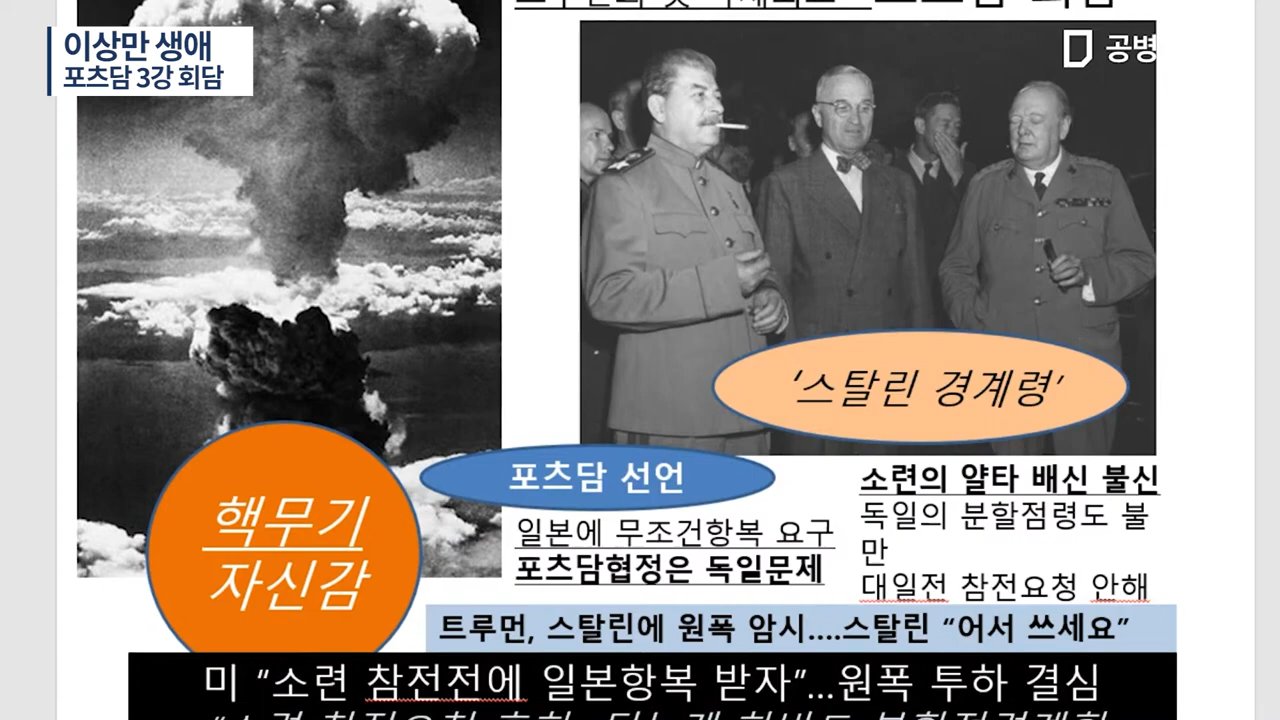 이상만 생애
포츠담 3강 회담
공병
'스탈린 경계령'
핵무기
자신감
포츠담 선언
일본에 무조건항복 요구
포츠담협정은 독일문제
소련의 얄타 배신 불신
독일의 분할점령도 불
만
대일전 참전요청 안해
트루먼, 스탈린에 원폭 암시....스탈린 “어서 쓰세요”
미 “소련 참전전에 일본항복 받자”...원폭 투하 결심